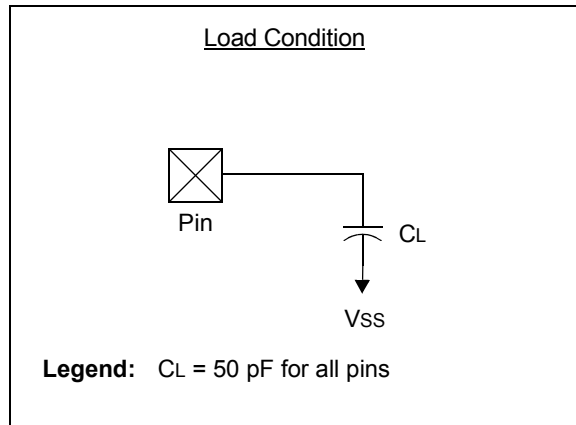 Load Condition
Pin
CL
VSS
Legend: CL = 50 pF for all pins